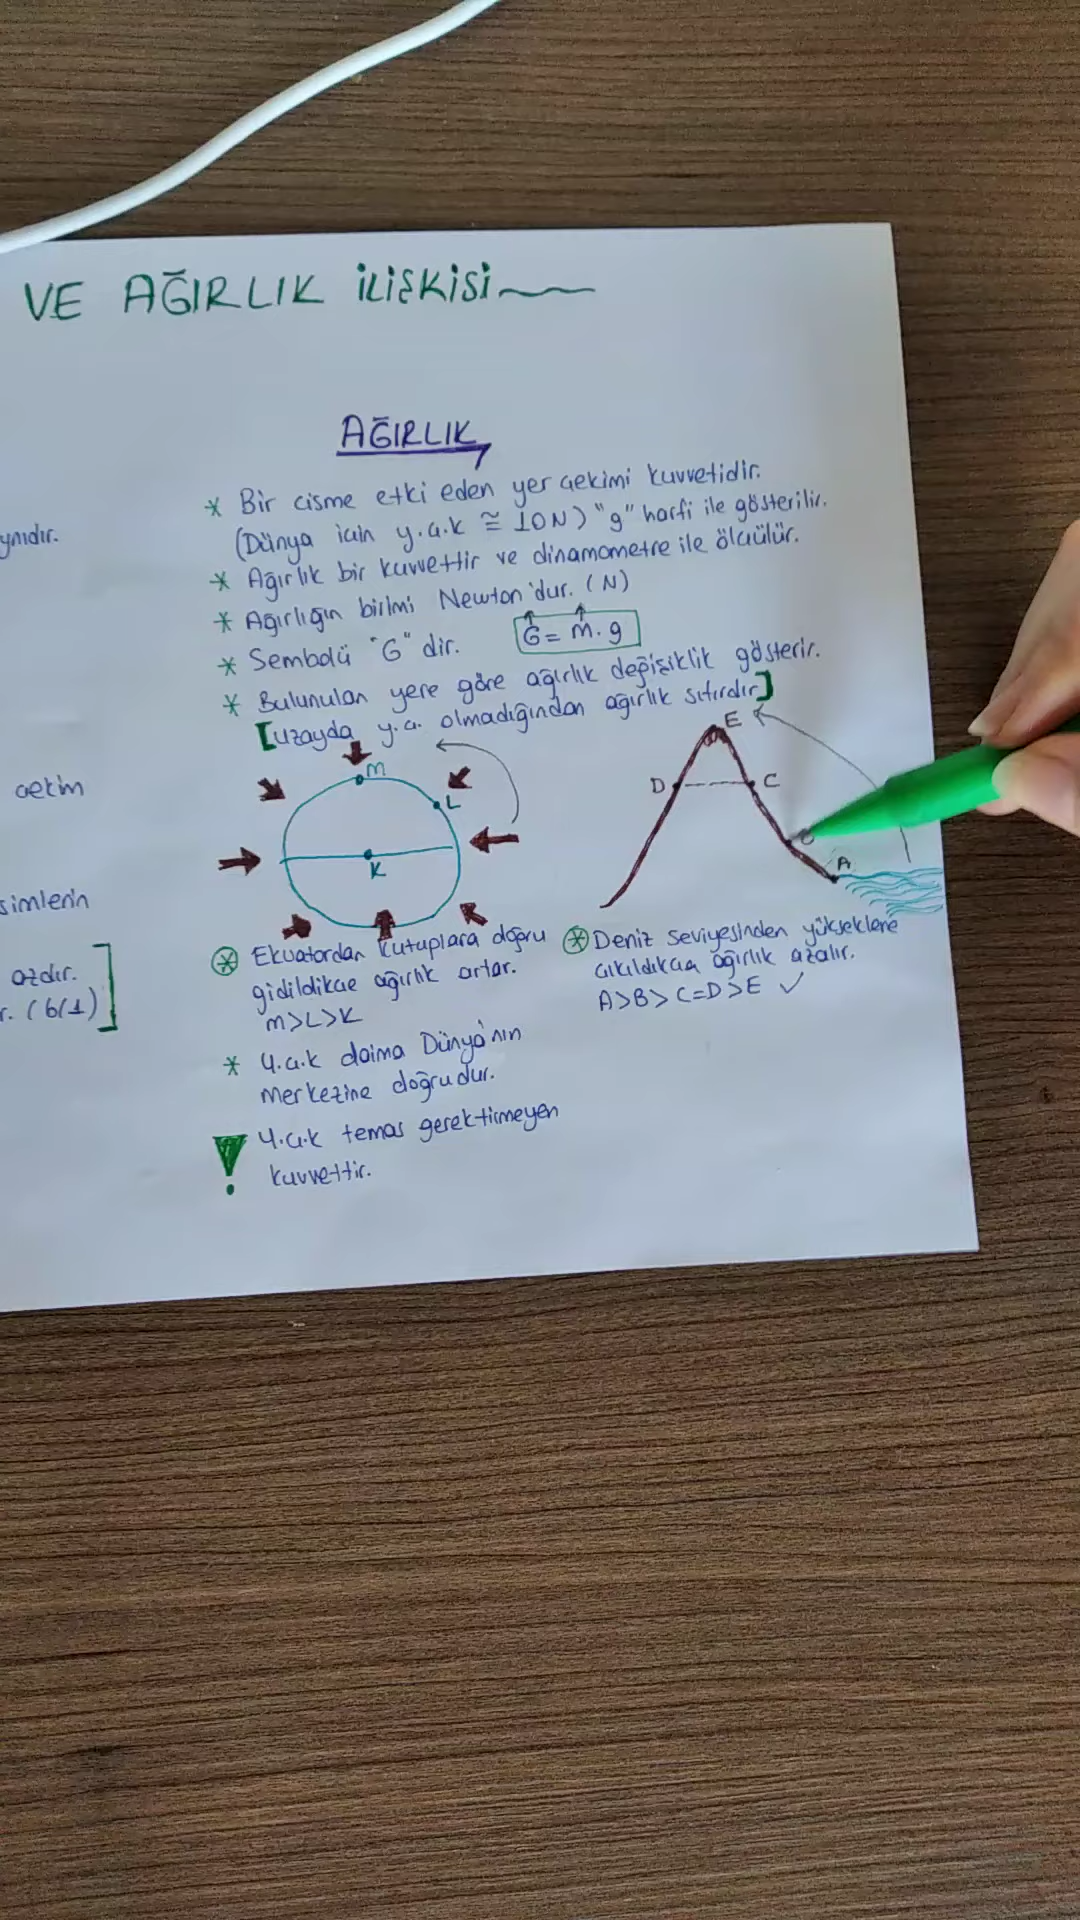 VE AĞIRLIK İLİŞKİSİ
AĞIRLIK
* Bir cisme etki eden yer çekimi kuvvetidir.
(Dünya için y.ç.k ≅ 10N) "g" harfi ile gösterilir.
* Ağırlık bir kuvvettir ve dinamometre ile ölçülür.
* Ağırlığın birimi Newton'dur. (N)
* Sembolü "G" dir.
G = m.g
* Bulunulan yere göre ağırlık değişiklik gösterir.
[uzayda y.ç. olmadığından ağırlık sıfırdır]
M
L
K
E
D
C
A
⊛ Ekvatordan kutuplara doğru
gidildikçe ağırlık artar.
M>L>K
* Y.ç.k daima Dünya'nın
merkezine doğrudur.
! Y.ç.k temas gerektirmeyen
kuvvettir.
⊛ Deniz seviyesinden yükseklere
çıkıldıkça ağırlık azalır.
A>B>C=D>E ✓
ynıdır.
çekim
simlerin
azdır.
r. (6/1)]